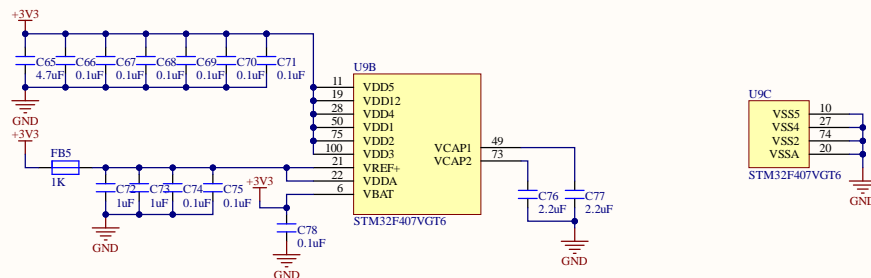 +3V3
C65 C66 C67 C68 C69 C70 C71
4.7uF 0.1uF 0.1uF 0.1uF 0.1uF 0.1uF 0.1uF
GND
+3V3
FB5
1K
C72 C73 C74 C75
1uF 1uF 0.1uF 0.1uF
GND
+3V3
C78
0.1uF
GND
U9B
11 VDD5
19 VDD12
28 VDD4
50 VDD1
75 VDD2
100 VDD3
21 VREF+
22 VDDA
6 VBAT
VCAP1 49
VCAP2 73
STM32F407VGT6
C76 C77
2.2uF 2.2uF
GND
U9C
VSS5 10
VSS4 27
VSS2 74
VSSA 20
STM32F407VGT6
GND